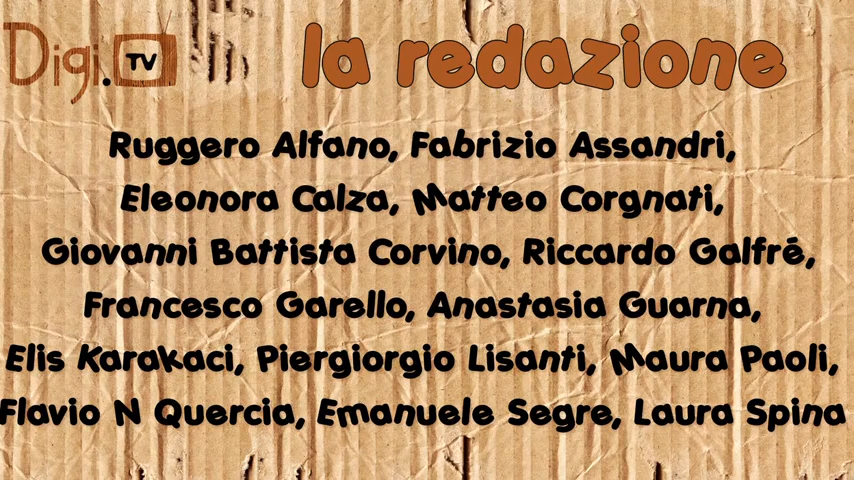 Digi.TV
la redazione
Ruggero Alfano, Fabrizio Assandri,
Eleonora Calza, Matteo Corgnati,
Giovanni Battista Corvino, Riccardo Galfré,
Francesco Garello, Anastasia Guarna,
Elis Karakaci, Piergiorgio Lisanti, Maura Paoli,
Flavio N Quercia, Emanuele Segre, Laura Spina